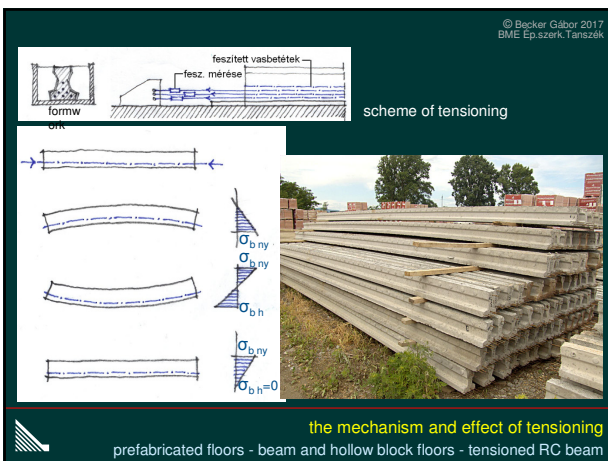 © Becker Gábor 2017
BME Ép.szerk.Tanszék
feszített vasbetétek
fesz. mérése
formw
ork
scheme of tensioning
σb ny
σb ny
σb h
σb ny
σb h=0
the mechanism and effect of tensioning
prefabricated floors - beam and hollow block floors - tensioned RC beam